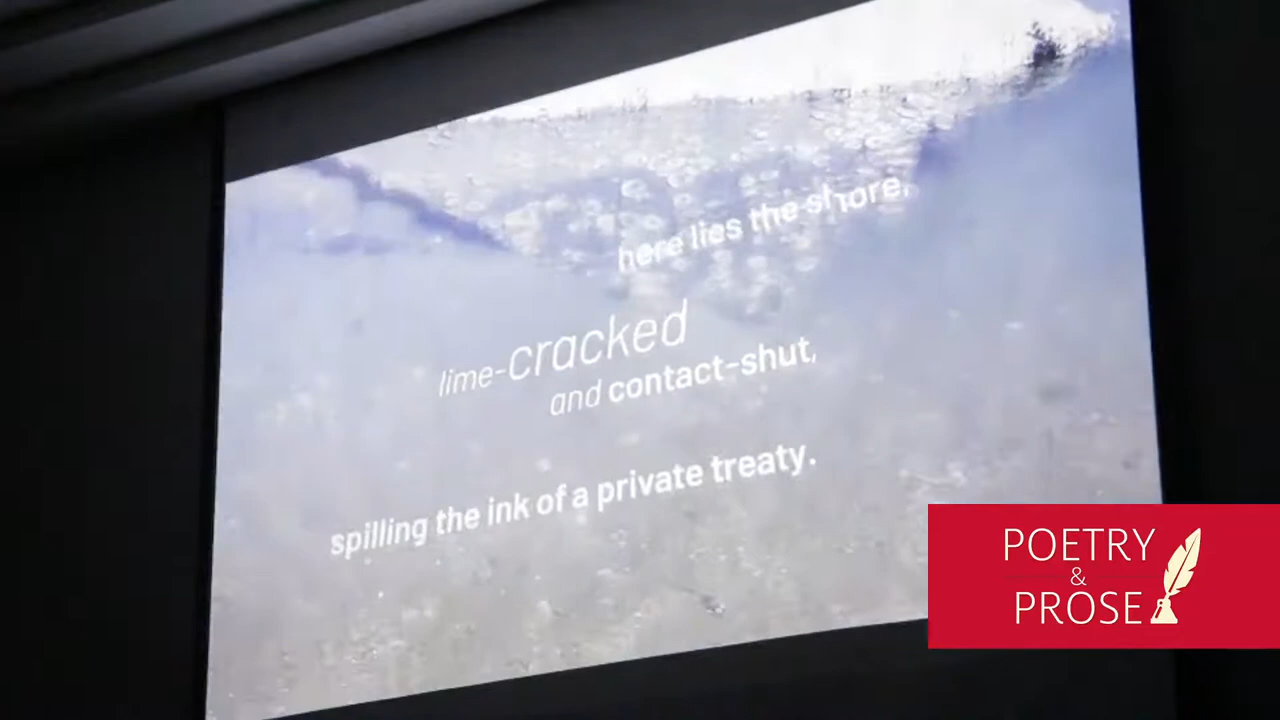 here lies the shore,
lime-cracked
and contact-shut,
spilling the ink of a private treaty.
POETRY
&
PROSE